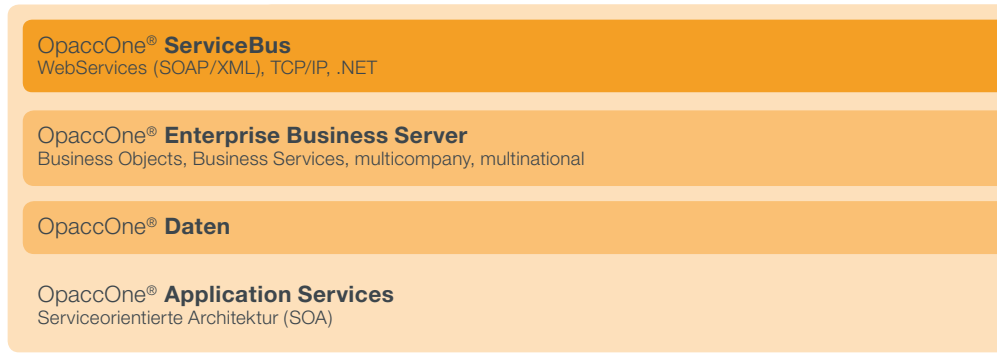 OpaccOne® ServiceBus
WebServices (SOAP/XML), TCP/IP, .NET
OpaccOne® Enterprise Business Server
Business Objects, Business Services, multicompany, multinational
OpaccOne® Daten
OpaccOne® Application Services
Serviceorientierte Architektur (SOA)